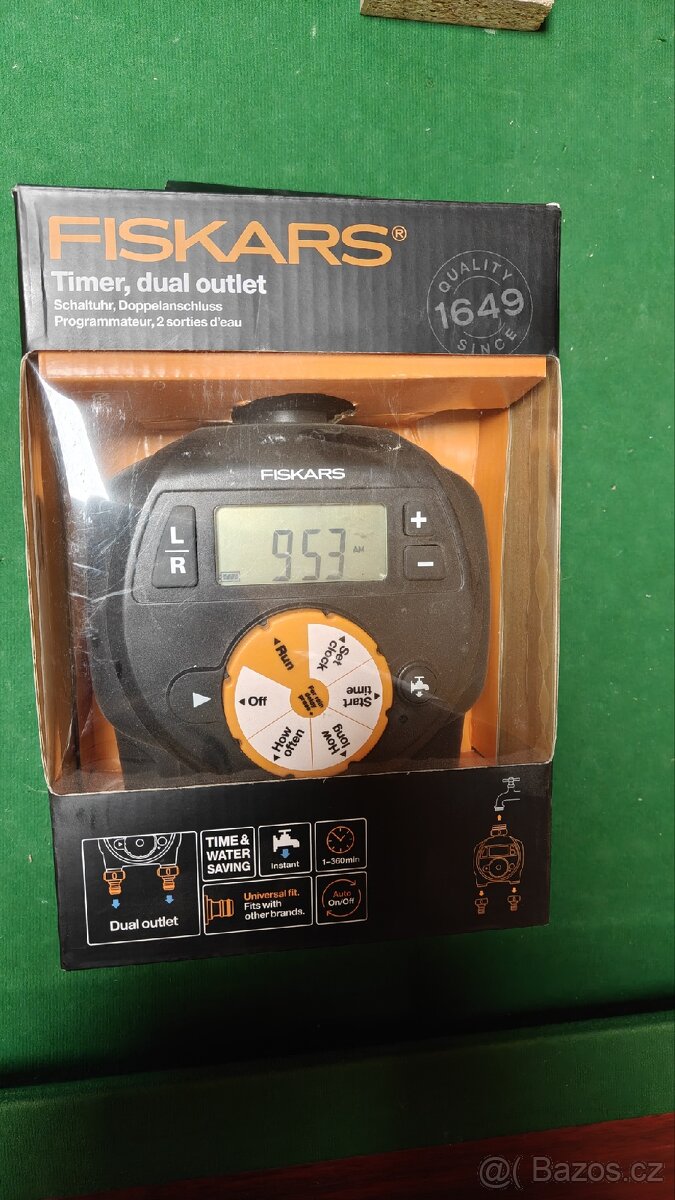 FISKARS®
Timer, dual outlet
Schaltuhr, Doppelanschluss
Programmateur, 2 sorties d'eau
QUALITY
1649
SINCE
FISKARS
L
R
953
AM
+
−
Run
Set
clock
Start
time
How
long
How
often
Off
Dual outlet
TIME &
WATER
SAVING
Instant
1-360min
Universal fit.
Fits with
other brands.
Auto
On/Off
@ Bazos.cz